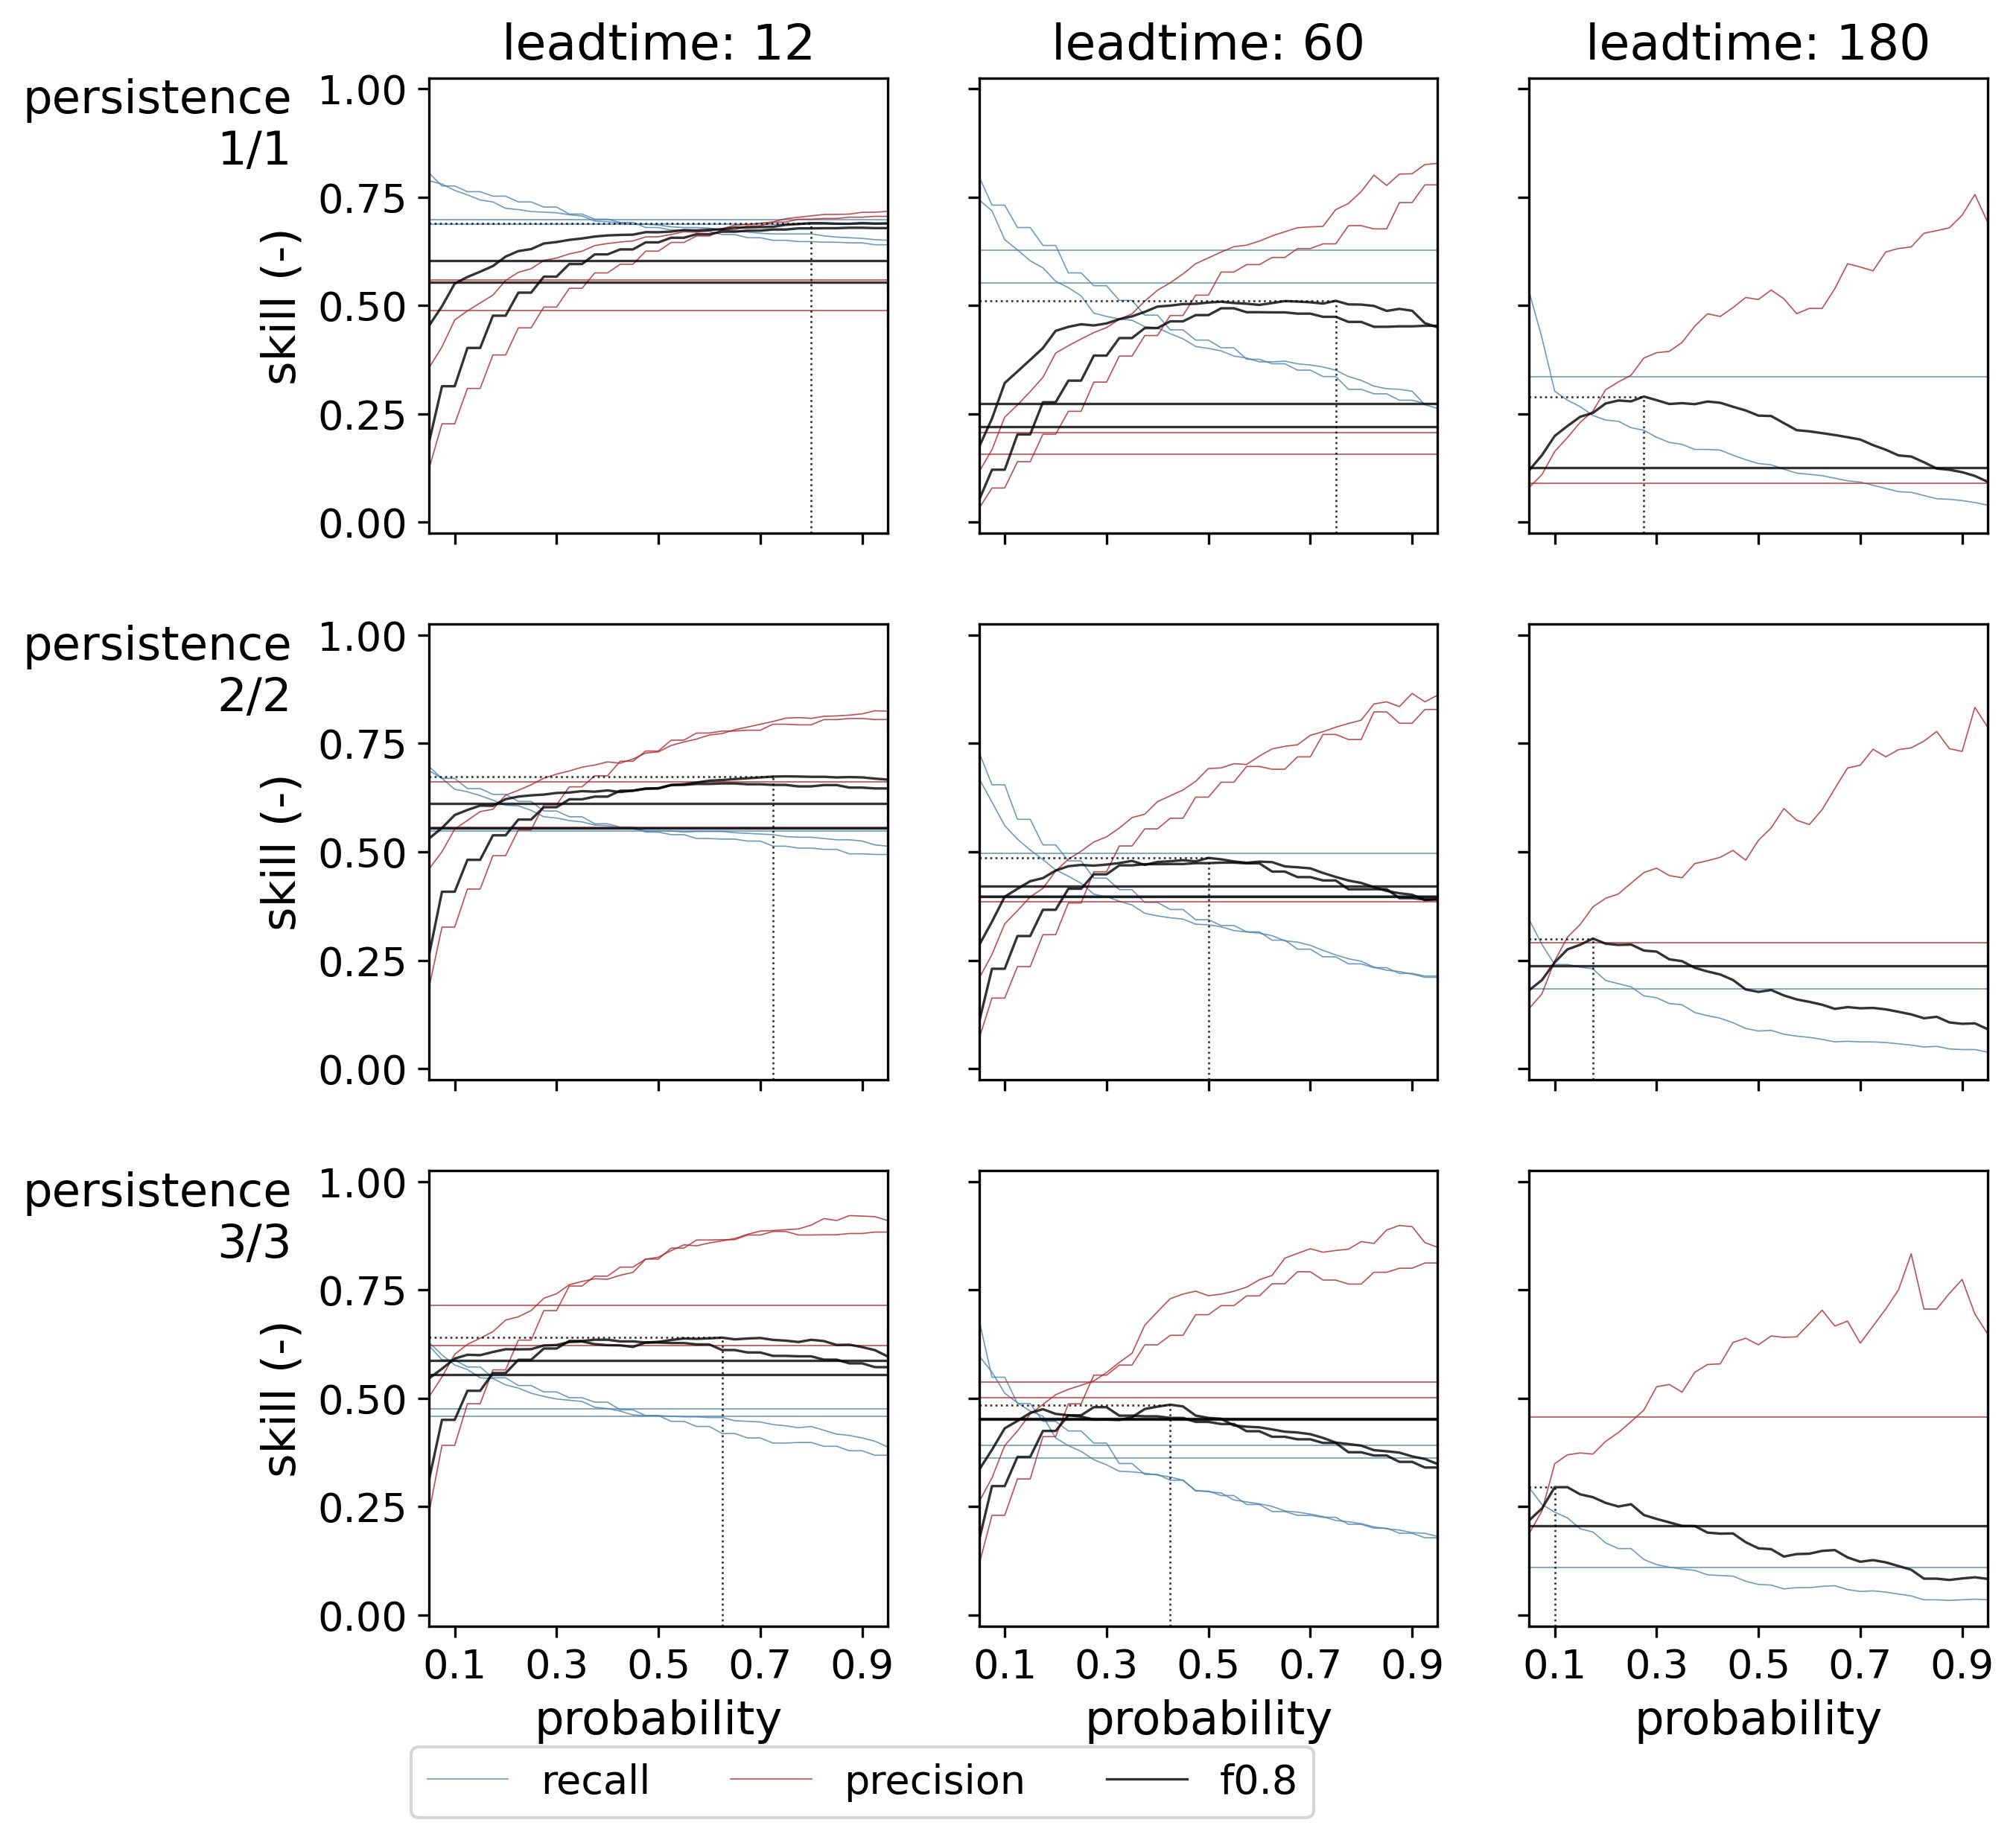 leadtime: 12 leadtime: 60 leadtime: 180
persistence
1/1
1.00
0.75
0.50
0.25
0.00
skill (-)
persistence
2/2
1.00
0.75
0.50
0.25
0.00
skill (-)
persistence
3/3
1.00
0.75
0.50
0.25
0.00
skill (-)
0.1 0.3 0.5 0.7 0.9 0.1 0.3 0.5 0.7 0.9 0.1 0.3 0.5 0.7 0.9
probability probability probability
recall precision f0.8